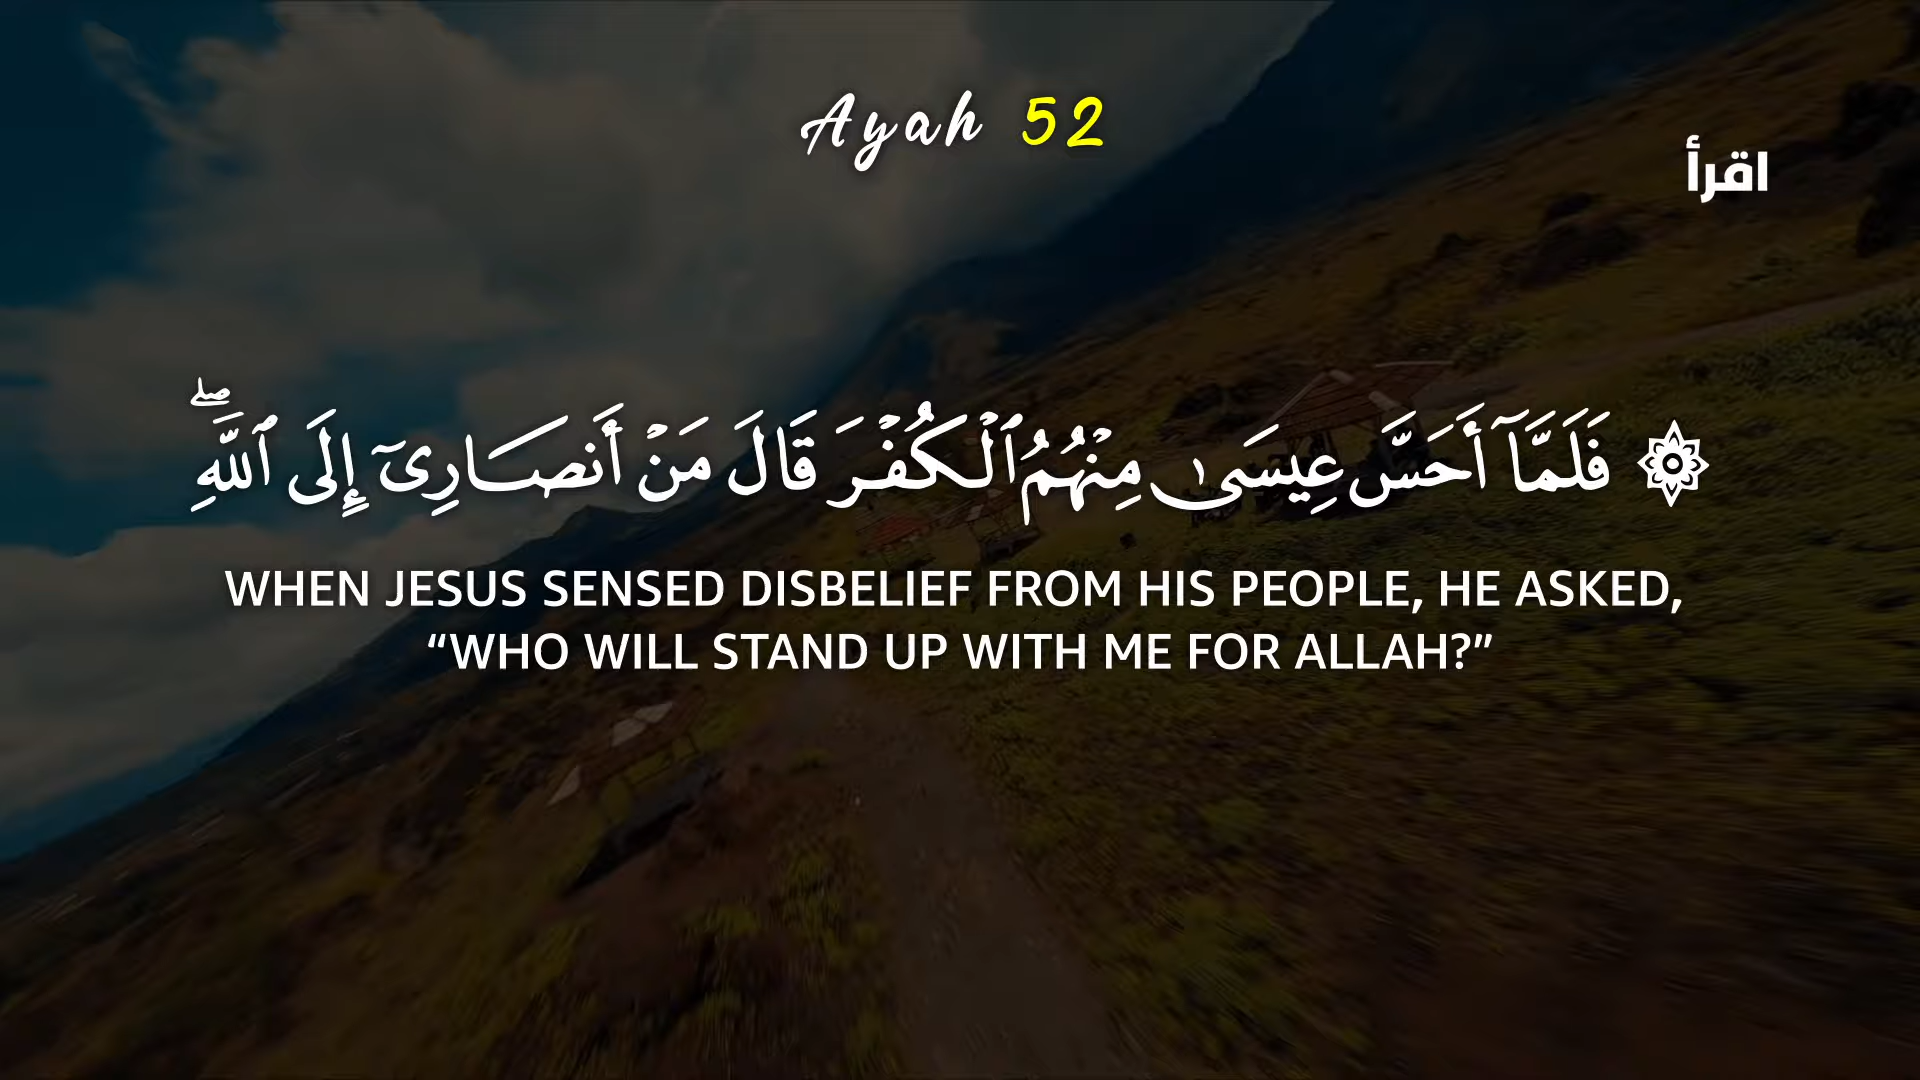 Ayah 52
اقرأ
۞ فَلَمَّآ أَحَسَّ عِيسَىٰ مِنْهُمُ ٱلْكُفْرَ قَالَ مَنْ أَنصَارِىٓ إِلَى ٱللَّهِ ۖ
WHEN JESUS SENSED DISBELIEF FROM HIS PEOPLE, HE ASKED,
“WHO WILL STAND UP WITH ME FOR ALLAH?”